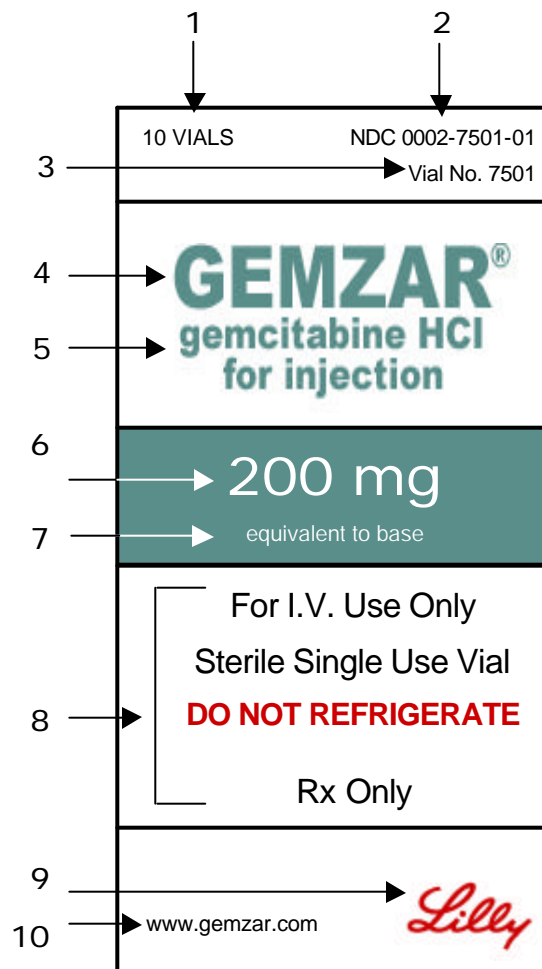 1 2
10 VIALS NDC 0002-7501-01
3 Vial No. 7501
4 GEMZAR®
5 gemcitabine HCl
for injection
6
200 mg
7 equivalent to base
For I.V. Use Only
Sterile Single Use Vial
8 DO NOT REFRIGERATE
Rx Only
9 Lilly
10 www.gemzar.com